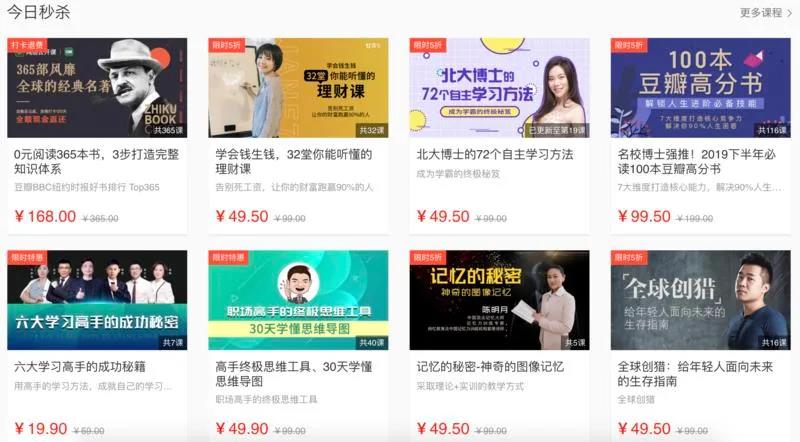 今日秒杀
更多课程 >
打卡退费
365部风靡
全球的经典名著
全额现金返还
ZHIKU
BOOK
共365课
限时5折
学会钱生钱
32堂 你能听懂的
理财课
告别死工资
让你的财富跑赢90%的人
共32课
限时5折
北大博士的
72个自主学习方法
成为学霸的终极秘笈
已更新至第19课
限时5折
100本
豆瓣高分书
解锁人生进阶必备技能
7大维度打造核心竞争力
解决你90%人生困惑
共116课
0元阅读365本书，3步打造完整
知识体系
豆瓣BBC纽约时报好书排行 Top365
¥ 168.00 ¥365.00
学会钱生钱，32堂你能听懂的
理财课
告别死工资，让你的财富跑赢90%的人
¥ 49.50 ¥99.00
北大博士的72个自主学习方法
成为学霸的终极秘笈
¥ 49.50 ¥99.00
名校博士强推！2019下半年必
读100本豆瓣高分书
7大维度打造核心能力，解决90%人生...
¥ 99.50 ¥199.00
限时特惠
六大学习高手的成功秘密
共7课
限时特惠
职场高手的终极思维工具
30天学懂思维导图
共40课
限时5折
记忆的秘密
神奇的图像记忆
陈明月
共5课
限时5折
全球创猎
给年轻人面向未来的
生存指南
共16课
六大学习高手的成功秘籍
用高手的学习方法，成就自己的学习...
¥ 19.90 ¥69.00
高手终极思维工具、30天学懂
思维导图
职场高手的终极思维工具
¥ 49.90 ¥99.00
记忆的秘密-神奇的图像记忆
采取理论+实训的教学方式
¥ 49.50 ¥99.00
全球创猎：给年轻人面向未来
的生存指南
全球创猎
¥ 49.50 ¥99.00